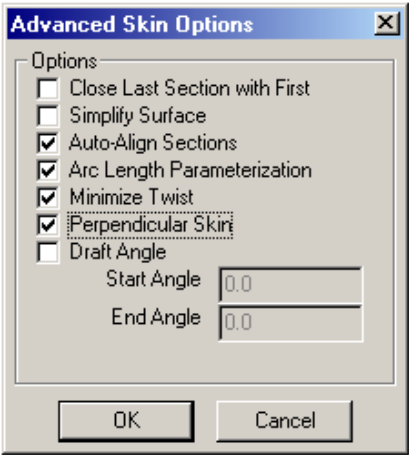 Advanced Skin Options
Options
Close Last Section with First
Simplify Surface
Auto-Align Sections
Arc Length Parameterization
Minimize Twist
Perpendicular Skin
Draft Angle
Start Angle 0.0
End Angle 0.0
OK Cancel